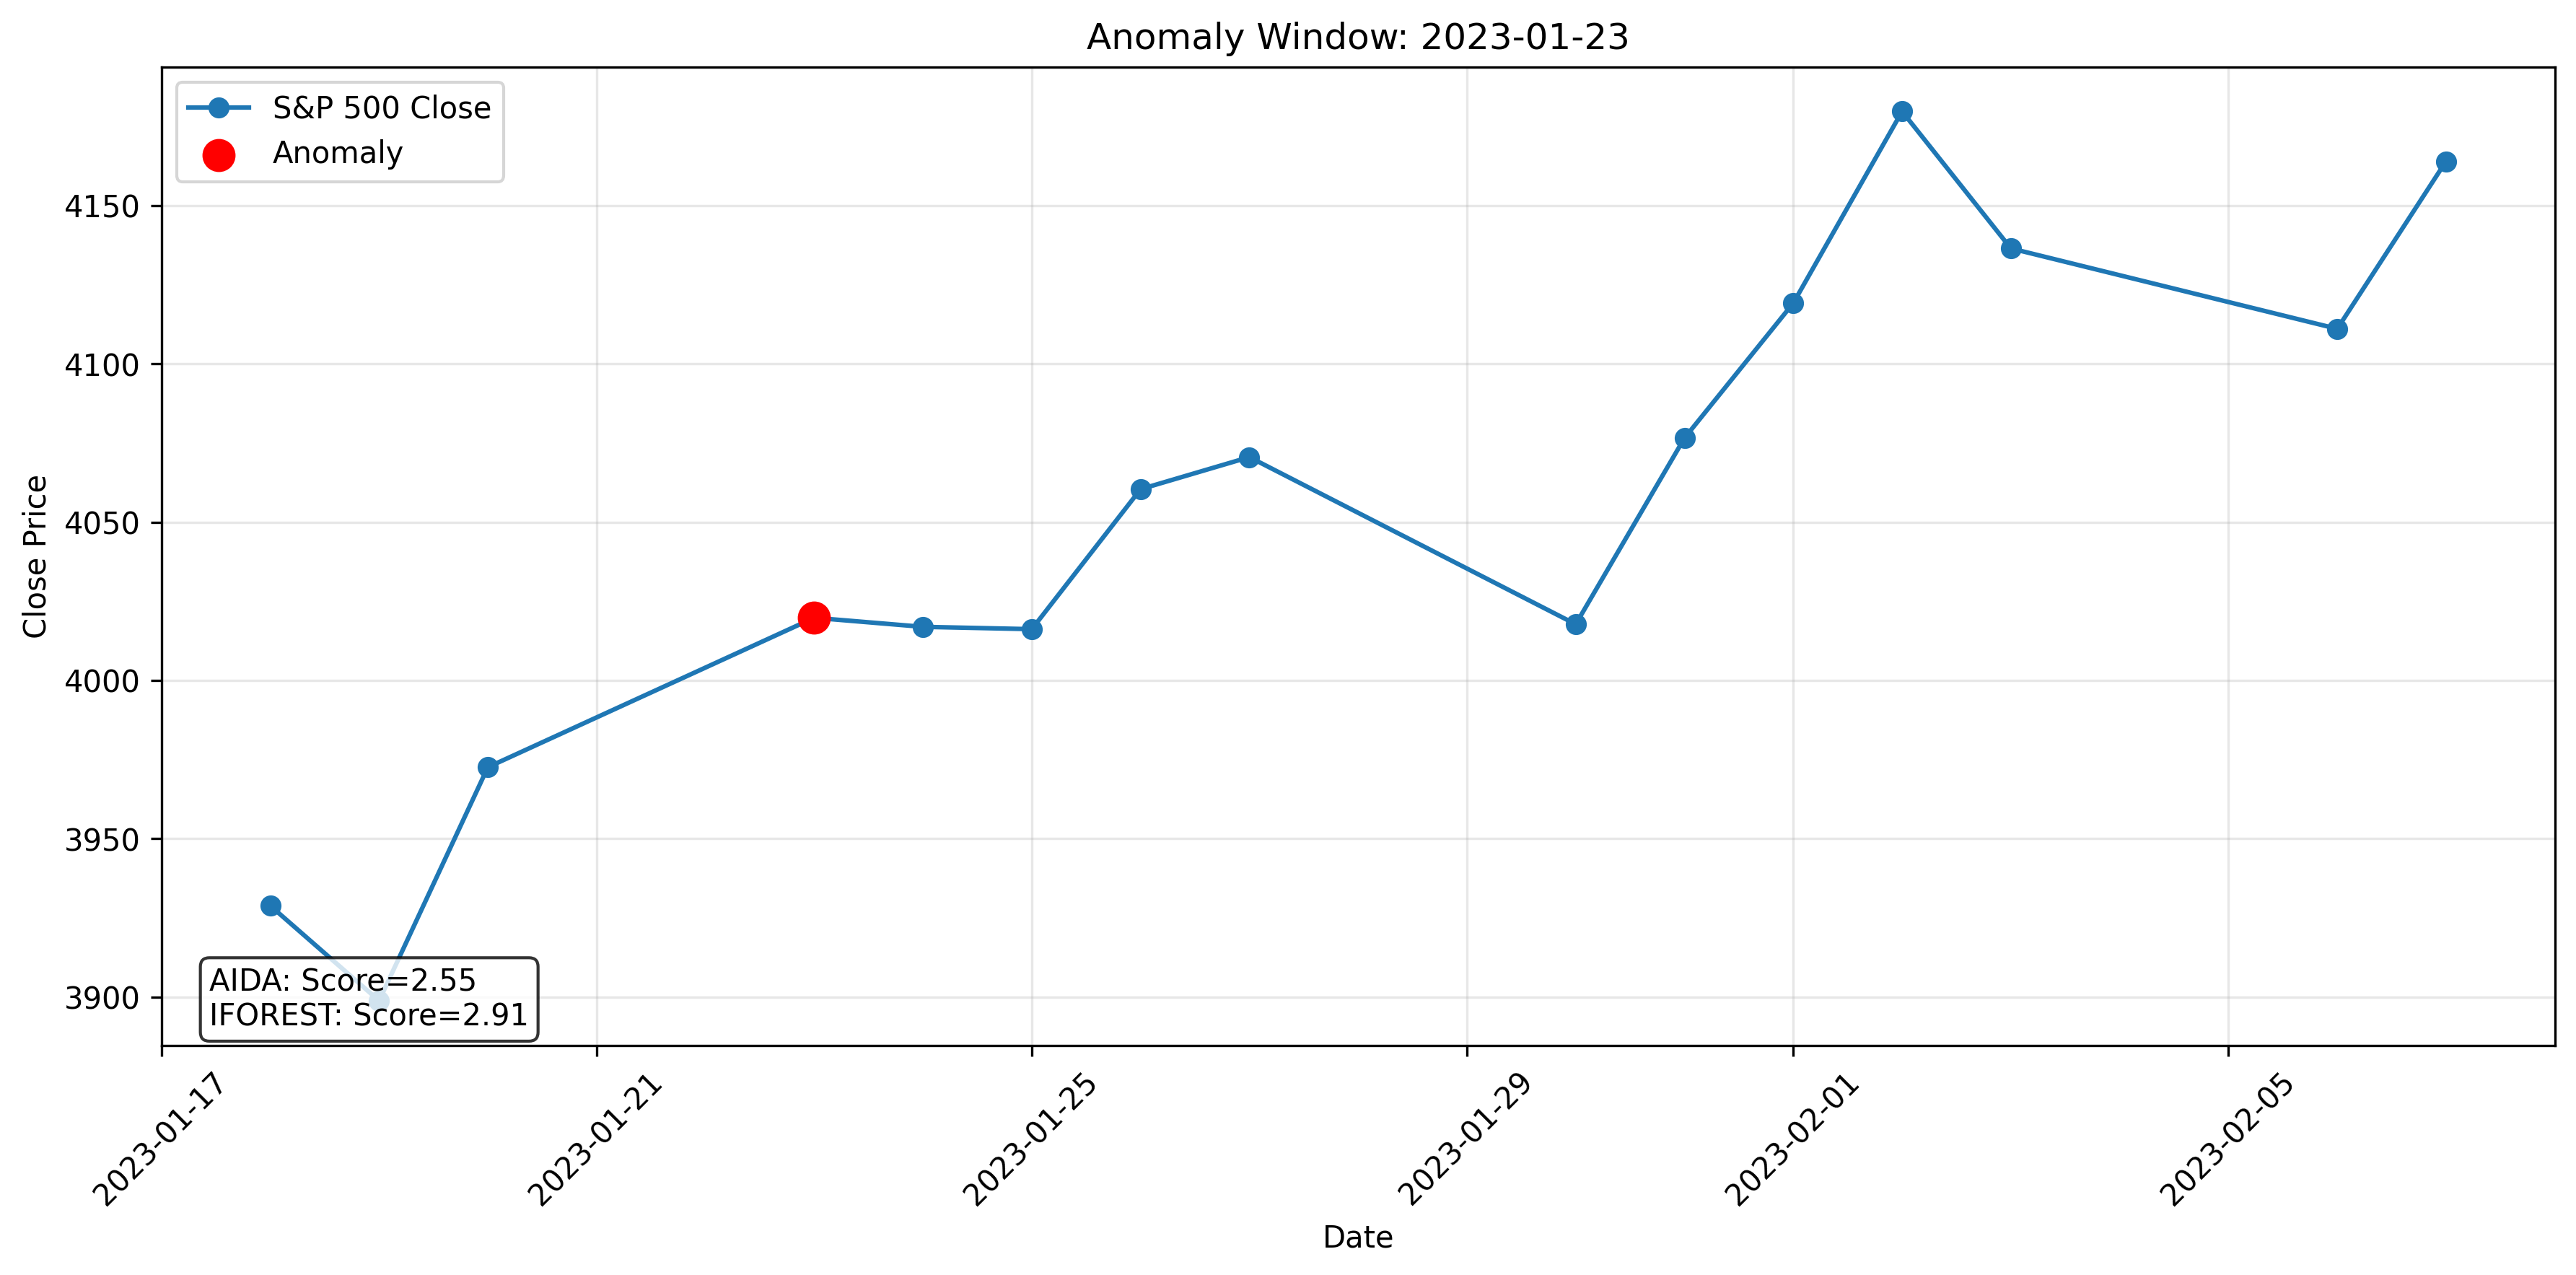 Anomaly Window: 2023-01-23
S&P 500 Close
Anomaly
4150
4100
4050
4000
3950
3900
Close Price
AIDA: Score=2.55
IFOREST: Score=2.91
2023-01-17
2023-01-21
2023-01-25
2023-01-29
2023-02-01
2023-02-05
Date